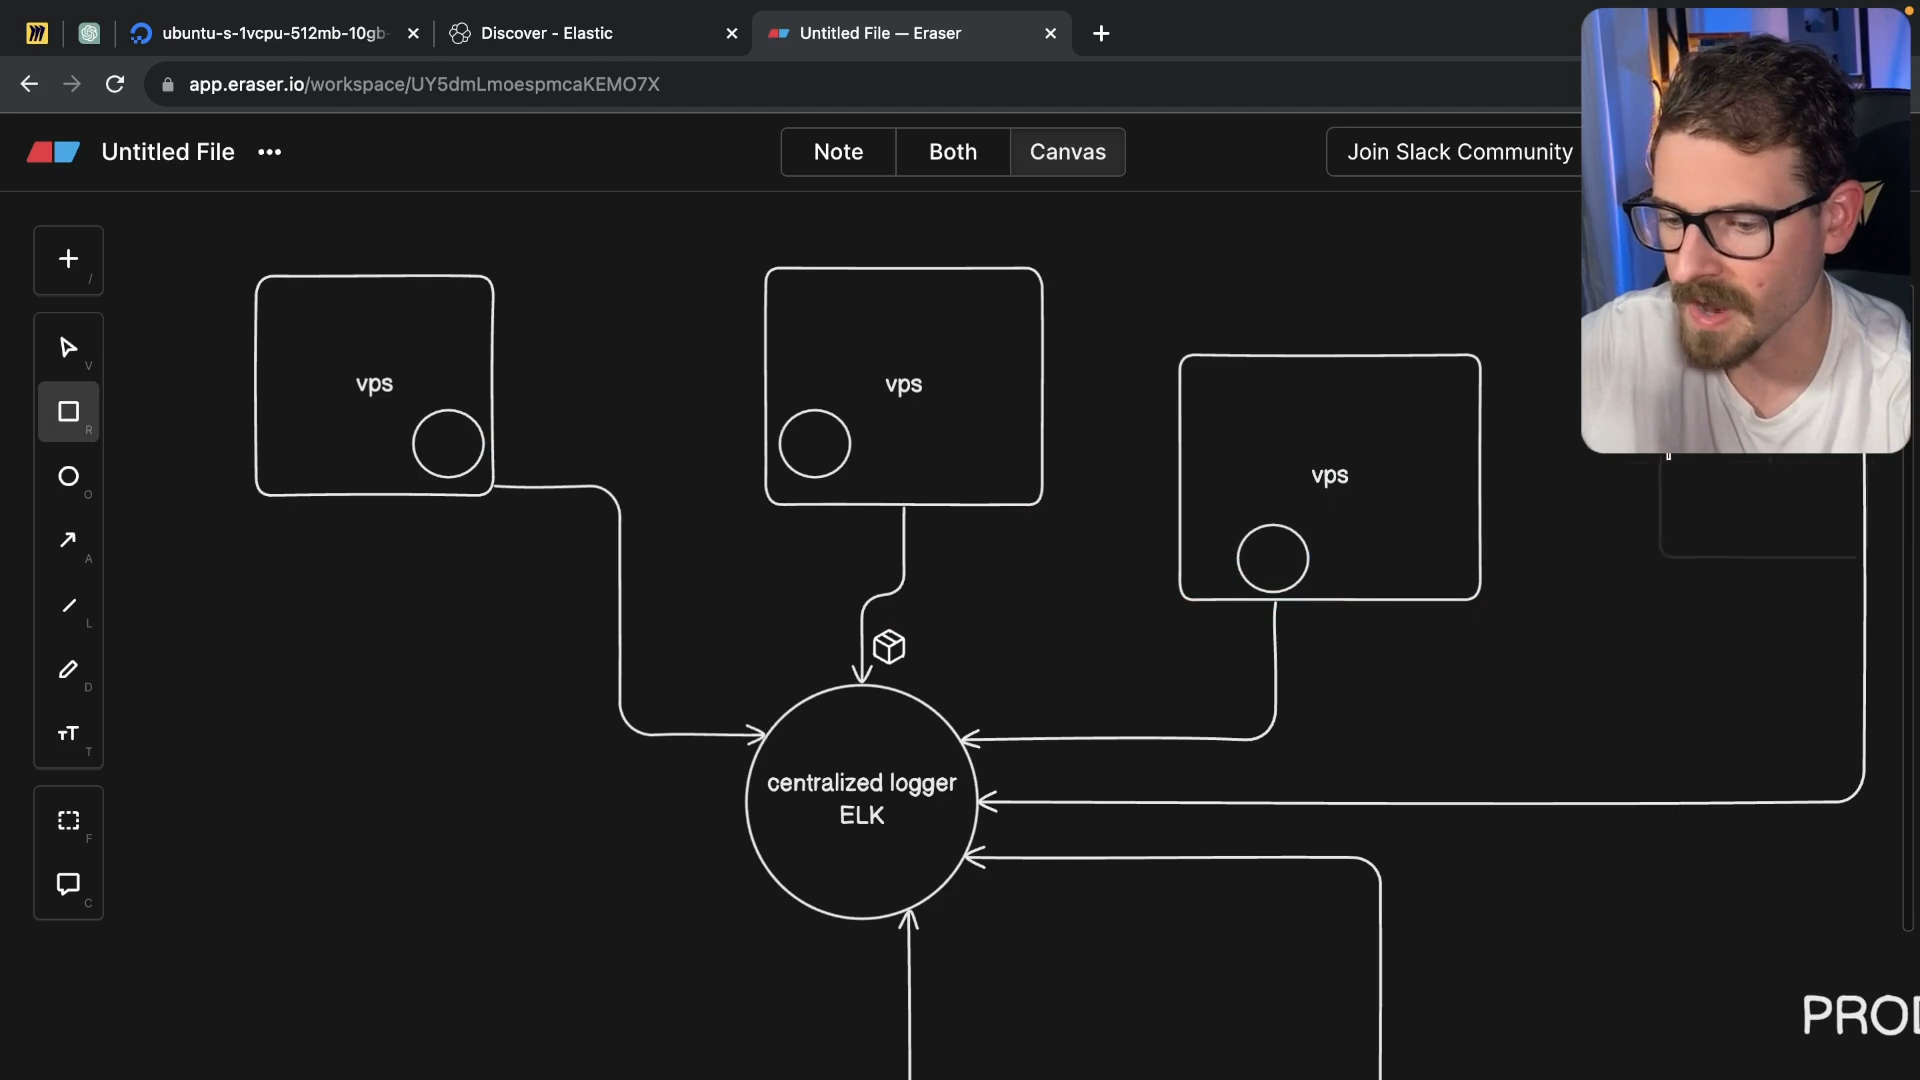 ubuntu-s-1vcpu-512mb-10gb-
Discover - Elastic
Untitled File — Eraser
app.eraser.io/workspace/UY5dmLmoespmcaKEMO7X
Untitled File
Note
Both
Canvas
Join Slack Community
/
V
R
O
A
L
D
T
F
C
vps
vps
vps
centralized logger
ELK
PROD